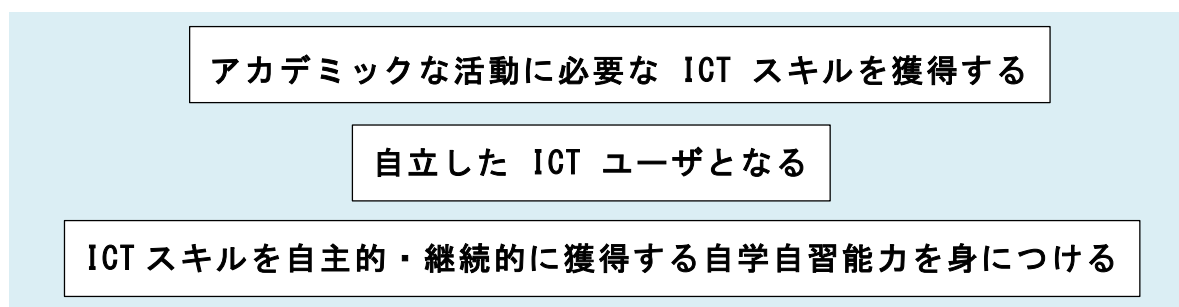 アカデミックな活動に必要な ICT スキルを獲得する
自立した ICT ユーザとなる
ICTスキルを自主的・継続的に獲得する自学自習能力を身につける